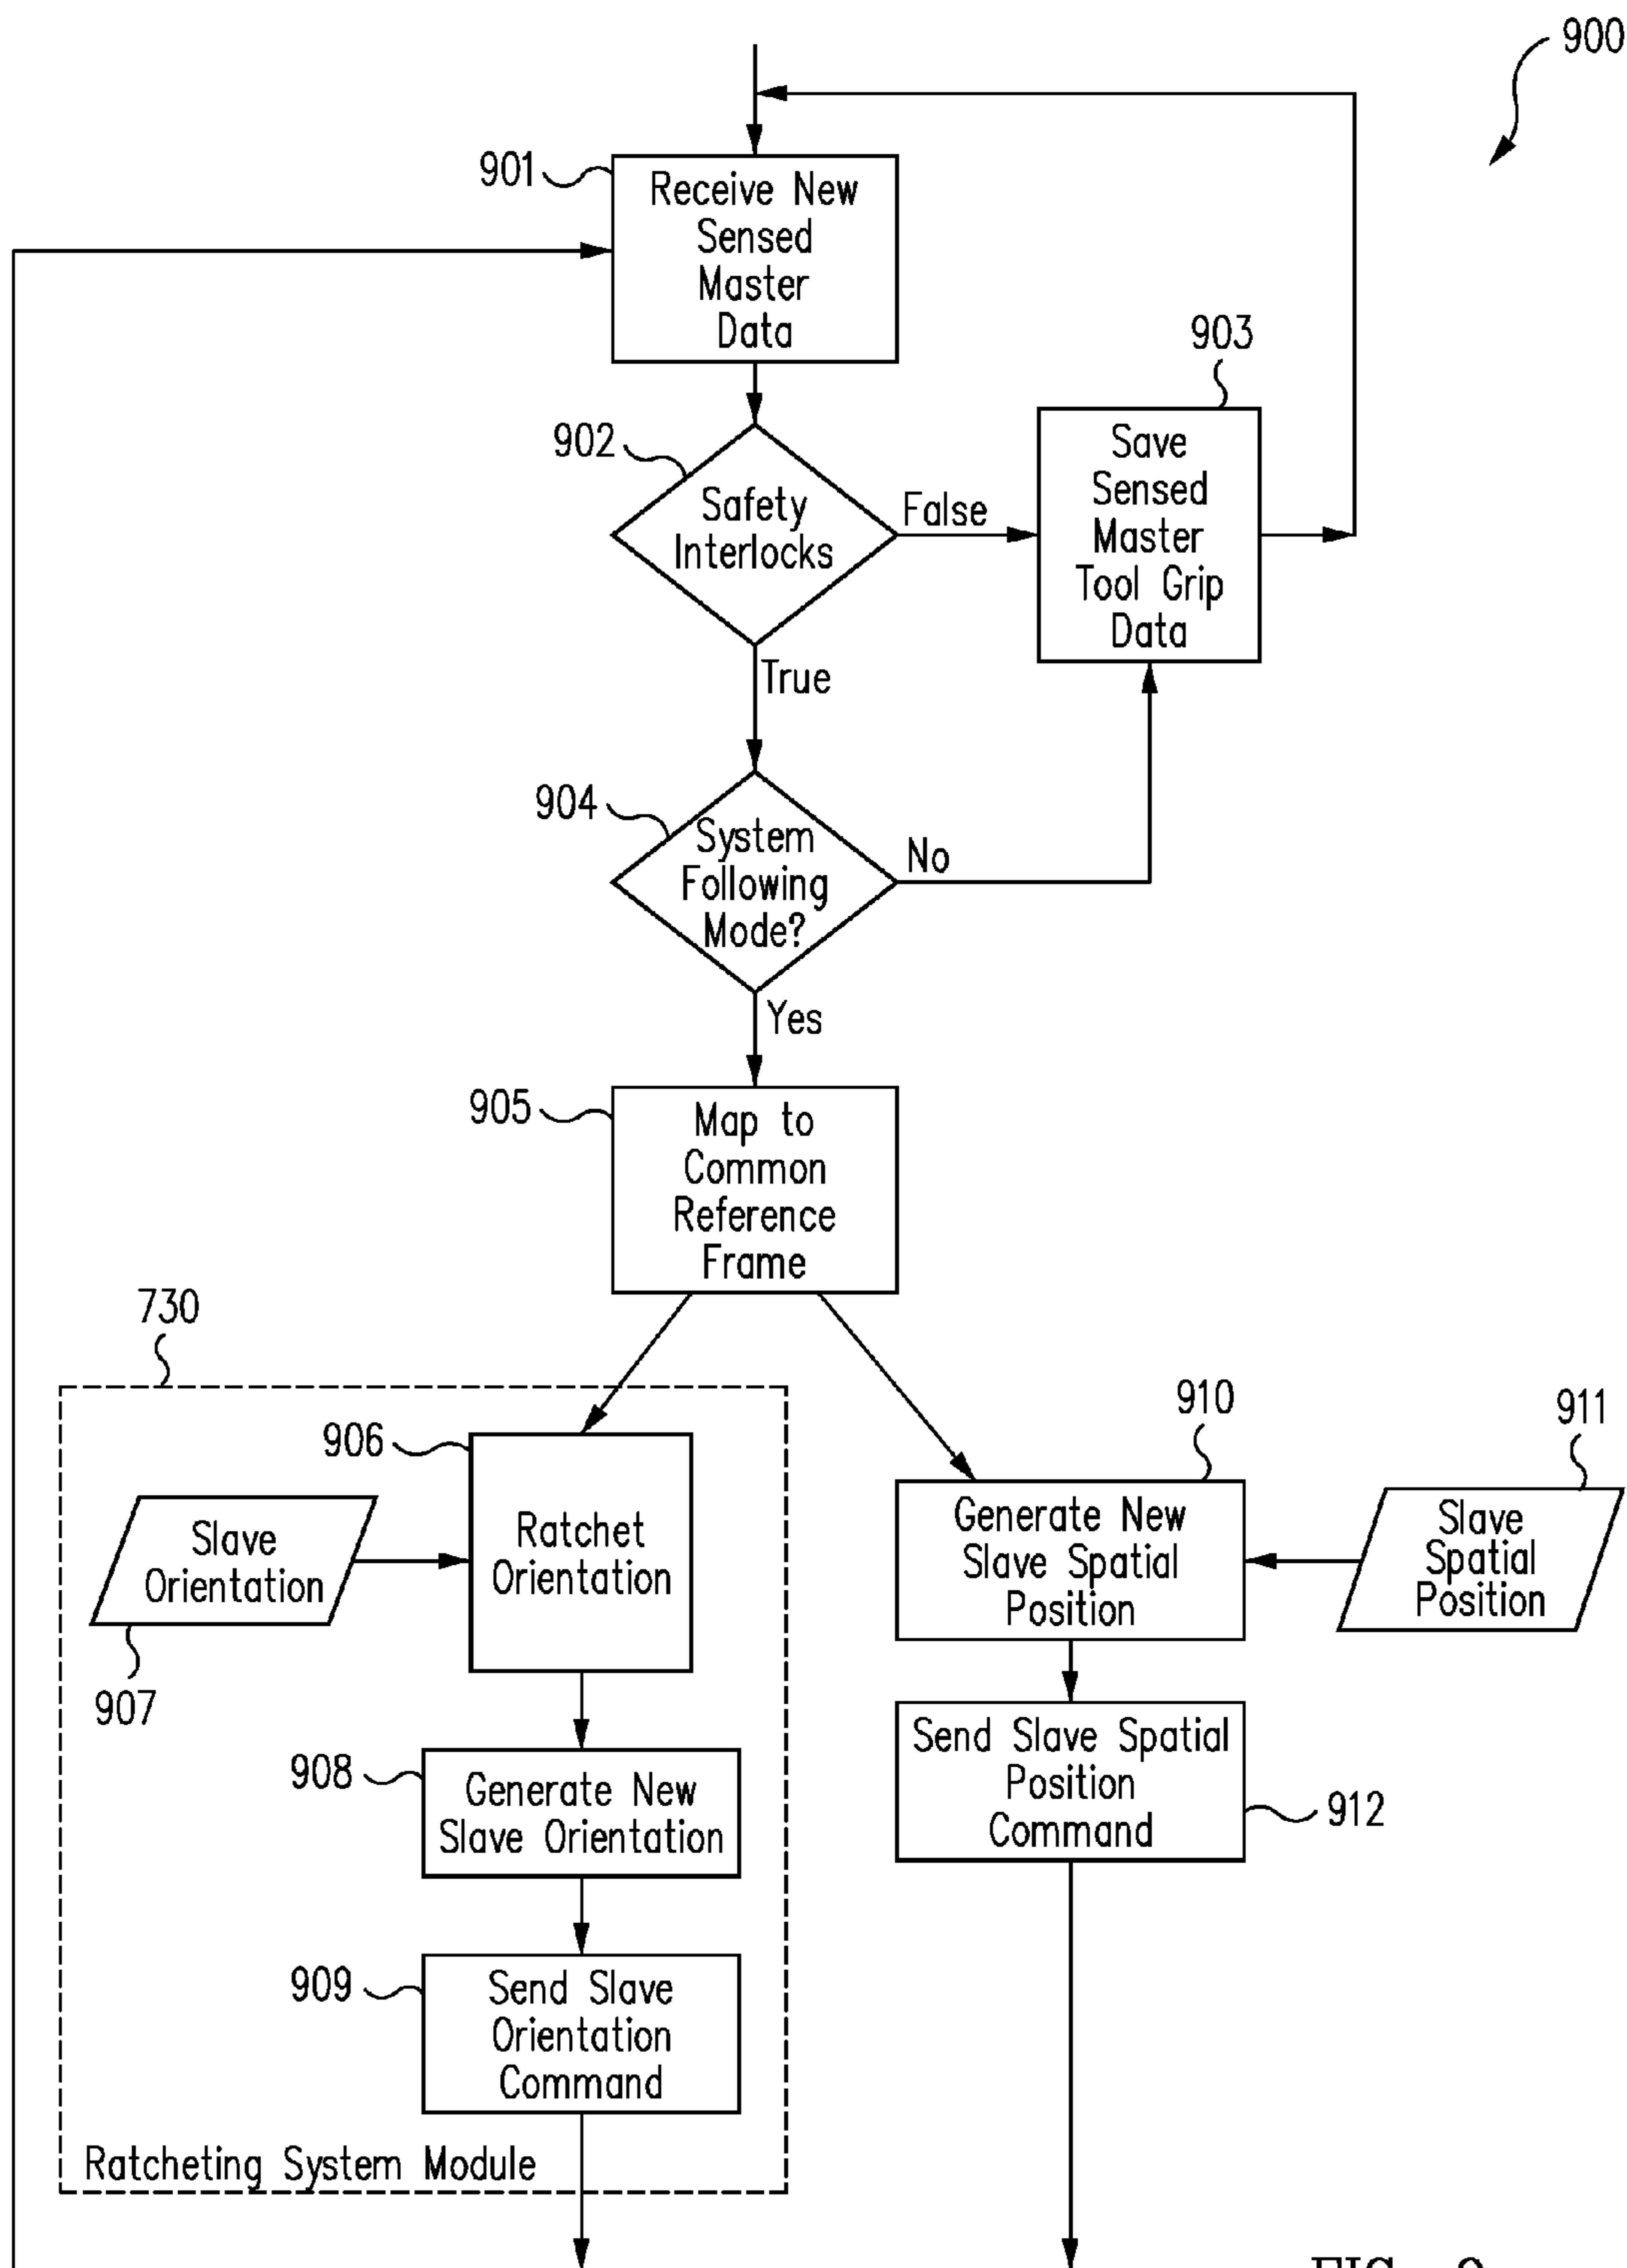 900
901
Receive New
Sensed
Master
Data
903
902
Safety
Interlocks
False
Save
Sensed
Master
Tool Grip
Data
True
904
System
Following
Mode?
No
Yes
905
Map to
Common
Reference
Frame
730
906
Ratchet
Orientation
Slave
Orientation
907
908
Generate New
Slave Orientation
909
Send Slave
Orientation
Command
Ratcheting System Module
910
Generate New
Slave Spatial
Position
911
Slave
Spatial
Position
Send Slave Spatial
Position
Command
912